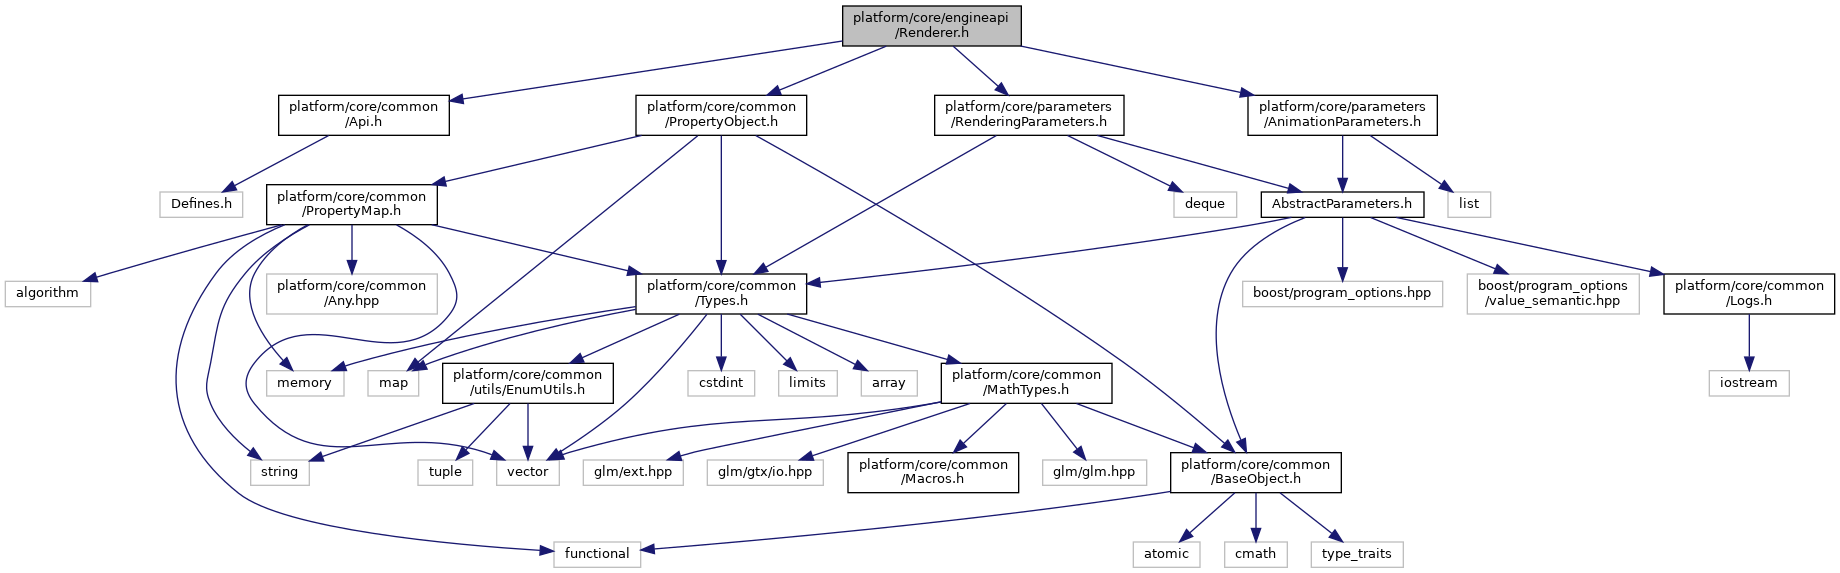 platform/core/engineapi
/Renderer.h
platform/core/common
/Api.h
platform/core/common
/PropertyObject.h
platform/core/parameters
/RenderingParameters.h
platform/core/parameters
/AnimationParameters.h
Defines.h
platform/core/common
/PropertyMap.h
deque
AbstractParameters.h
list
algorithm
platform/core/common
/Any.hpp
platform/core/common
/Types.h
boost/program_options.hpp
boost/program_options
/value_semantic.hpp
platform/core/common
/Logs.h
memory
map
platform/core/common
/utils/EnumUtils.h
cstdint
limits
array
platform/core/common
/MathTypes.h
iostream
string
tuple
vector
glm/ext.hpp
glm/gtx/io.hpp
platform/core/common
/Macros.h
glm/glm.hpp
platform/core/common
/BaseObject.h
functional
atomic
cmath
type_traits